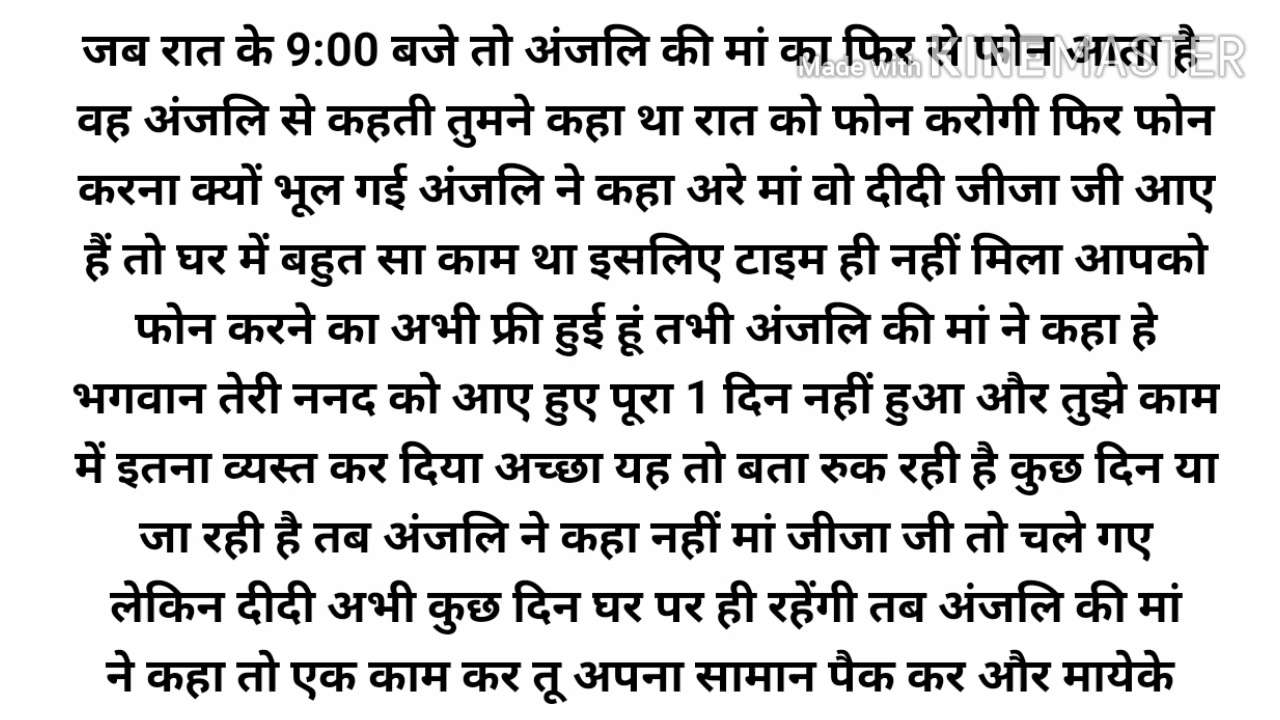 जब रात के 9:00 बजे तो अंजलि की मां का फिर से फोन आता है
Made with KINEMASTER
वह अंजलि से कहती तुमने कहा था रात को फोन करोगी फिर फोन
करना क्यों भूल गई अंजलि ने कहा अरे मां वो दीदी जीजा जी आए
हैं तो घर में बहुत सा काम था इसलिए टाइम ही नहीं मिला आपको
फोन करने का अभी फ्री हुई हूं तभी अंजलि की मां ने कहा हे
भगवान तेरी ननद को आए हुए पूरा 1 दिन नहीं हुआ और तुझे काम
में इतना व्यस्त कर दिया अच्छा यह तो बता रुक रही है कुछ दिन या
जा रही है तब अंजलि ने कहा नहीं मां जीजा जी तो चले गए
लेकिन दीदी अभी कुछ दिन घर पर ही रहेंगी तब अंजलि की मां
ने कहा तो एक काम कर तू अपना सामान पैक कर और मायेके